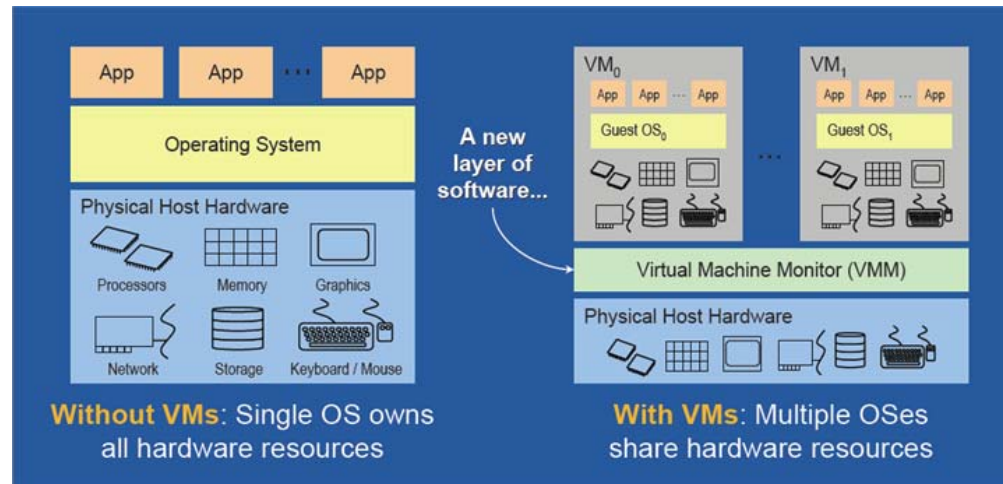 App App ... App
Operating System
Physical Host Hardware
Processors Memory Graphics
Network Storage Keyboard / Mouse
Without VMs: Single OS owns
all hardware resources
A new
layer of
software...
VM₀
App App ... App
Guest OS₀
...
VM₁
App App ... App
Guest OS₁
Virtual Machine Monitor (VMM)
Physical Host Hardware
With VMs: Multiple OSes
share hardware resources